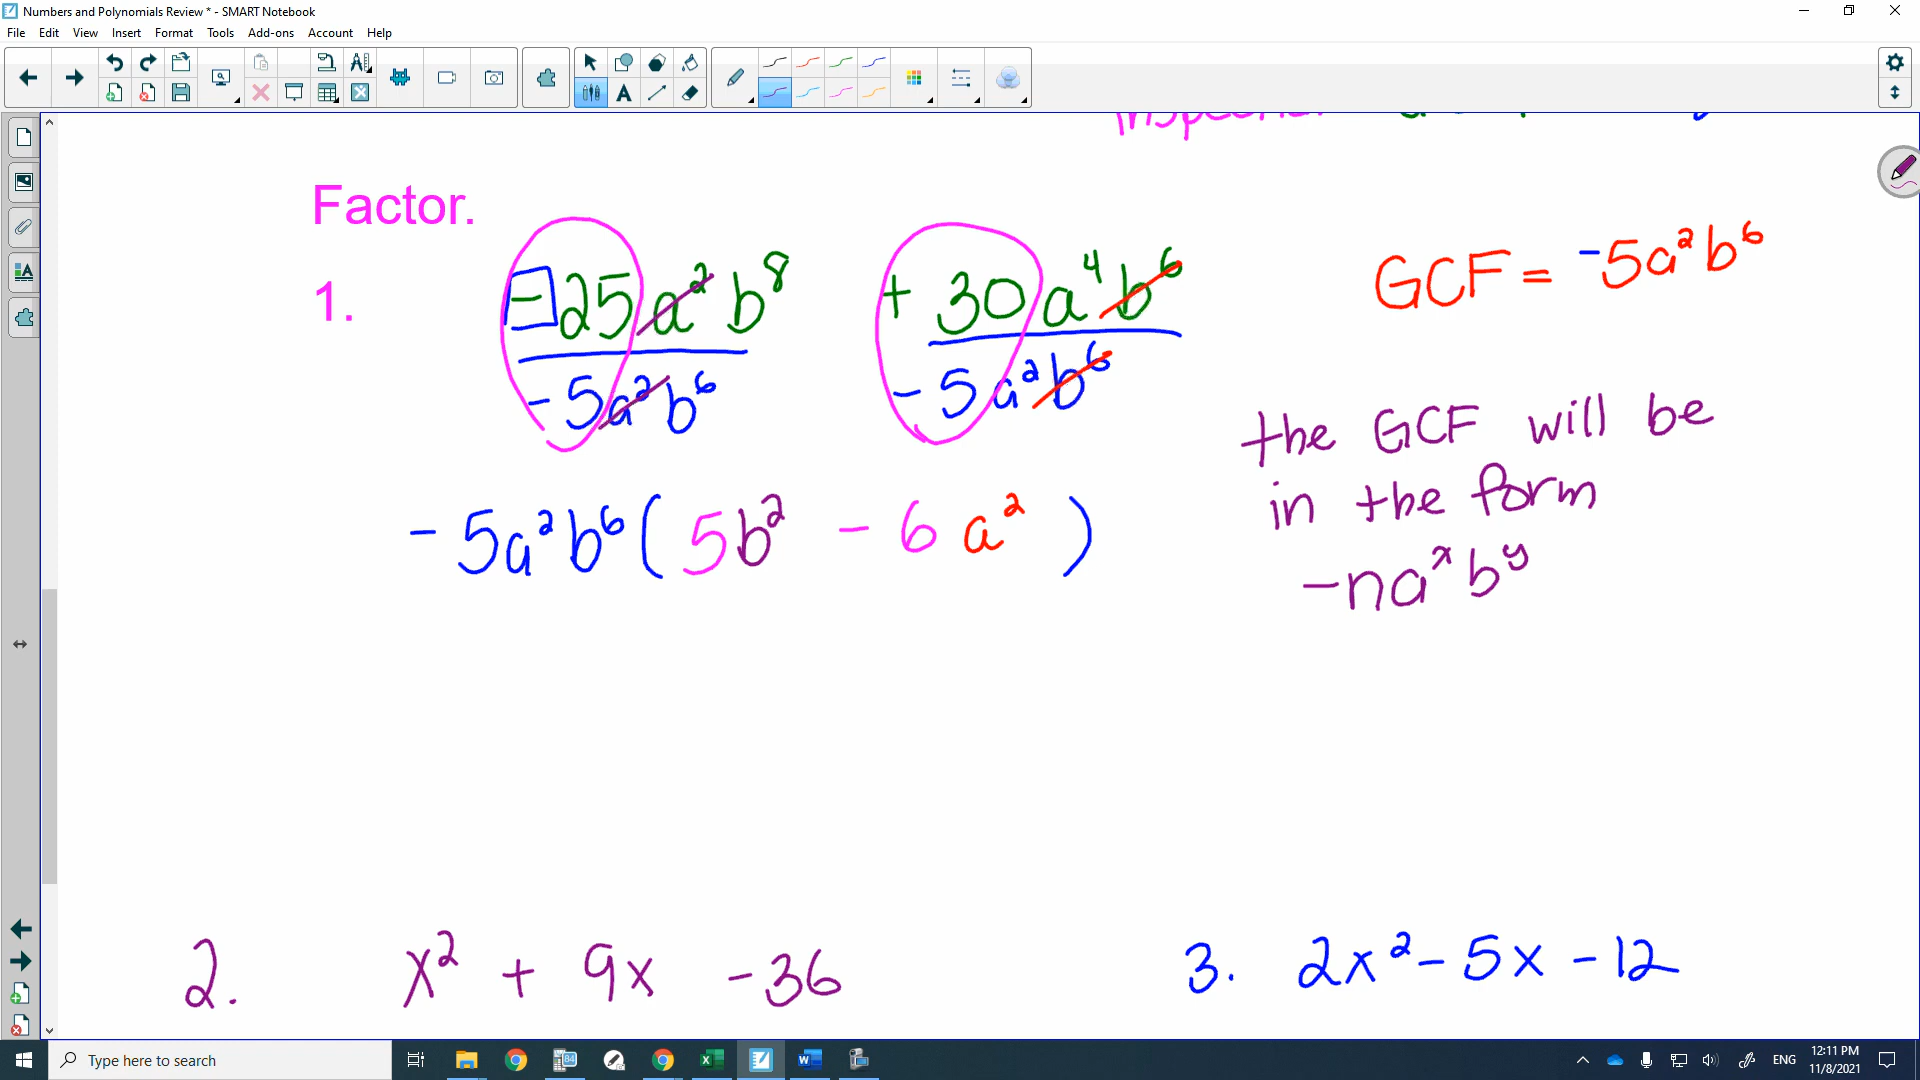 Numbers and Polynomials Review * - SMART Notebook
File Edit View Insert Format Tools Add-ons Account Help
Factor.
1. -25a²b⁸ + 30a⁴b⁶
-5a²b⁶ -5a²b⁶
GCF = -5a²b⁶
-5a²b⁶(5b² - 6a²)
the GCF will be
in the form
-naˣbʸ
2. x² + 9x - 36
3. 2x² - 5x - 12
Type here to search
ENG
12:11 PM
11/8/2021